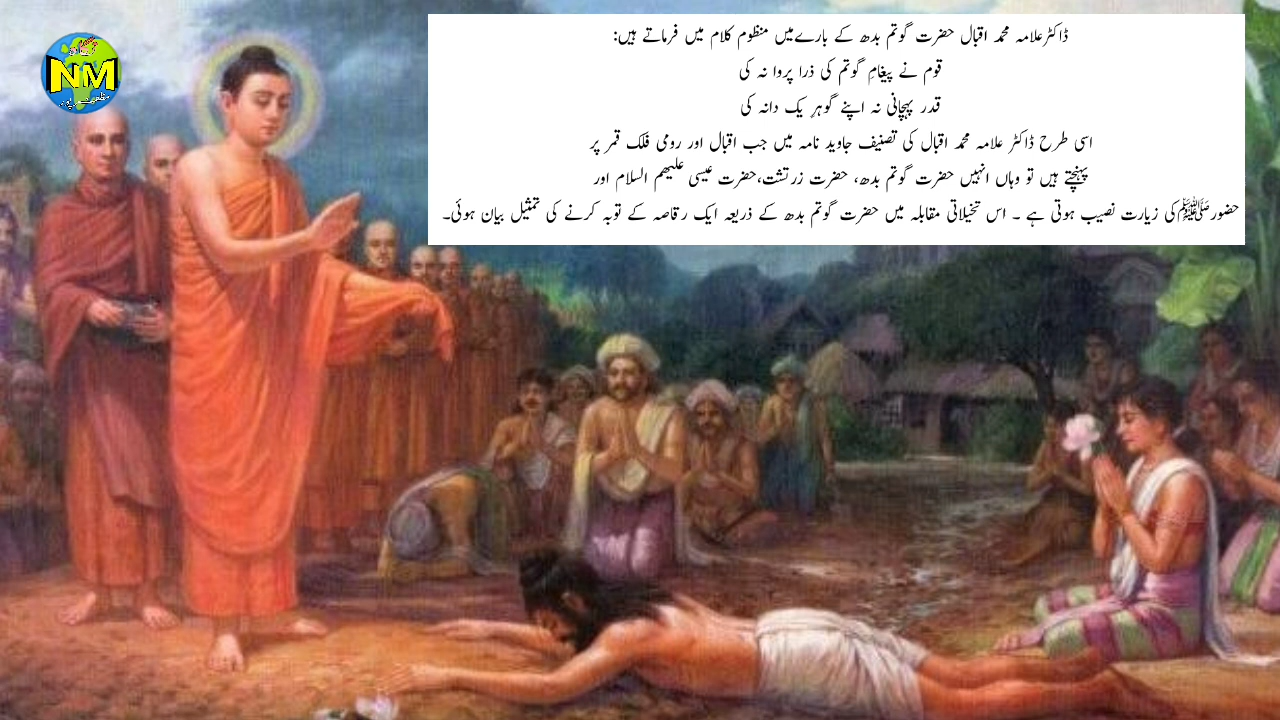 ڈاکٹرعلامہ محمد اقبال حضرت گوتم بدھ کے بارےمیں منظوم کلام میں فرماتے ہیں:
قوم نے پیغامِ گوتم کی ذرا پروا نہ کی
قدر پہچانی نہ اپنے گوہرِ یک دانہ کی
اسی طرح ڈاکٹر علامہ محمد اقبال کی تصنیف جاوید نامہ میں جب اقبال اور رومی فلک قمر پر
پہنچتے ہیں تو وہاں انہیں حضرت گوتم بدھ، حضرت زرتشت،حضرت عیسی علیھم السلام اور
حضورﷺکی زیارت نصیب ہوتی ہے ۔ اس تخیلاتی مقابلہ میں حضرت گوتم بدھ کے ذریعہ ایک رقاصہ کے توبہ کرنے کی تمثیل بیان ہوئی۔
NM